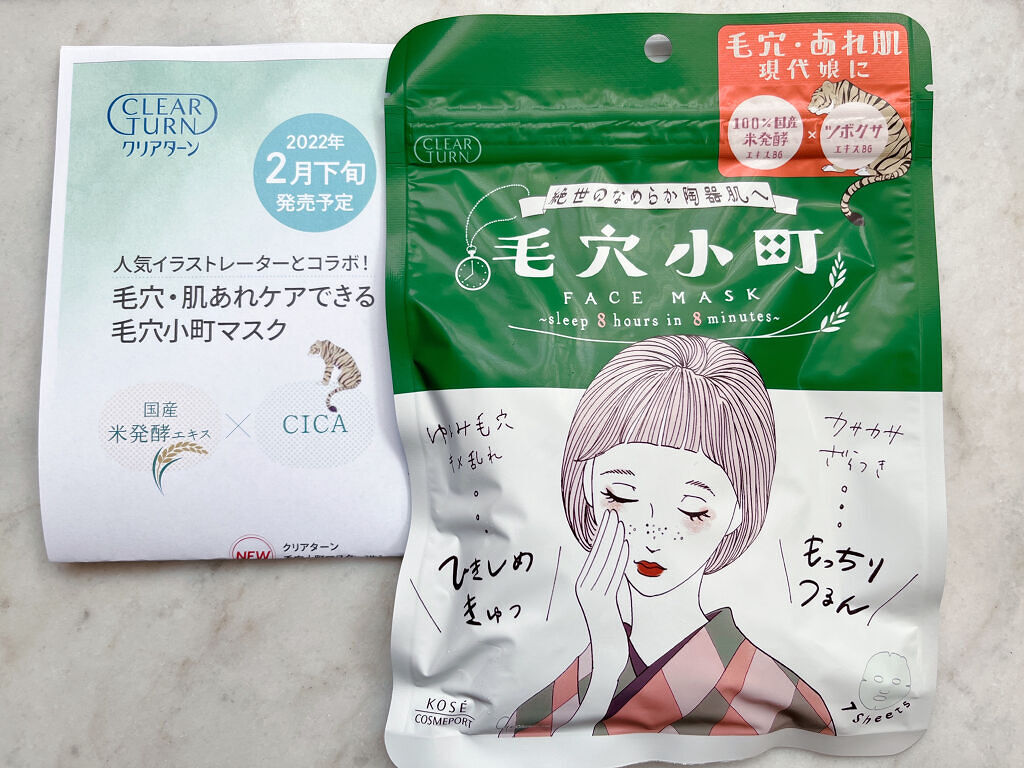 CLEAR
TURN
クリアターン
2022年
2月下旬
発売予定
人気イラストレーターとコラボ!
毛穴・肌あれケアできる
毛穴小町マスク
国産
米発酵エキス
×
CICA
NEW
クリアターン
毛穴・あれ肌
現代娘に
100%国産
米発酵
エキス※6
×
ツボクサ
エキス※6
CICA
CLEAR
TURN
絶世のなめらか陶器肌へ
毛穴小町
FACE MASK
~sleep 8 hours in 8 minutes~
ゆるみ毛穴
キメ乱れ
ひきしめ
きゅっ
カサカサ
ざらつき
もっちり
つるん
KOSÉ
COSMEPORT
7 Sheets